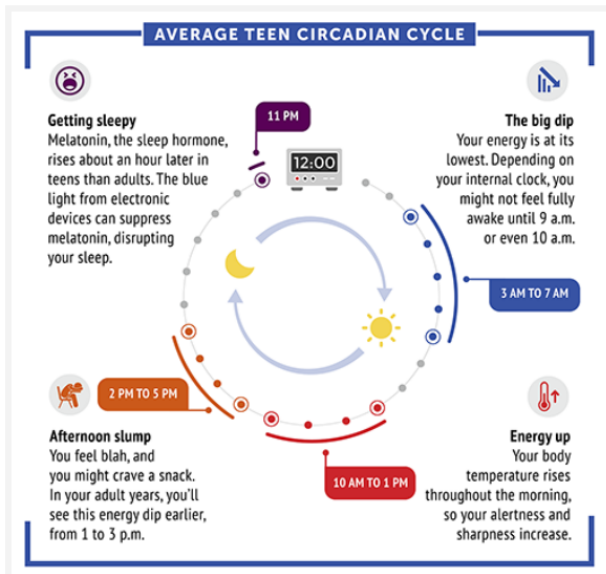 AVERAGE TEEN CIRCADIAN CYCLE
Getting sleepy
Melatonin, the sleep hormone,
rises about an hour later in
teens than adults. The blue
light from electronic
devices can suppress
melatonin, disrupting
your sleep.
11 PM
12:00
The big dip
Your energy is at its
lowest. Depending on
your internal clock, you
might not feel fully
awake until 9 a.m.
or even 10 a.m.
3 AM TO 7 AM
2 PM TO 5 PM
Afternoon slump
You feel blah, and
you might crave a snack.
In your adult years, you'll
see this energy dip earlier,
from 1 to 3 p.m.
10 AM TO 1 PM
Energy up
Your body
temperature rises
throughout the morning,
so your alertness and
sharpness increase.